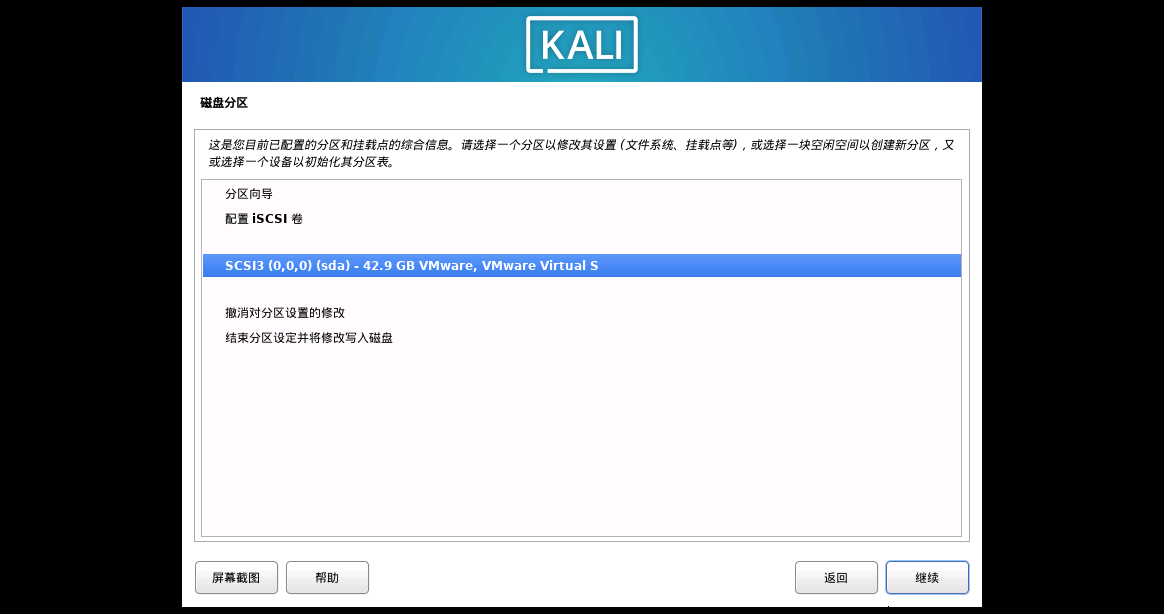 KALI
磁盘分区
这是您目前已配置的分区和挂载点的综合信息。请选择一个分区以修改其设置 (文件系统、挂载点等)，或选择一块空闲空间以创建新分区，又
或选择一个设备以初始化其分区表。
分区向导
配置 iSCSI 卷
SCSI3 (0,0,0) (sda) - 42.9 GB VMware, VMware Virtual S
撤消对分区设置的修改
结束分区设定并将修改写入磁盘
屏幕截图 帮助 返回 继续